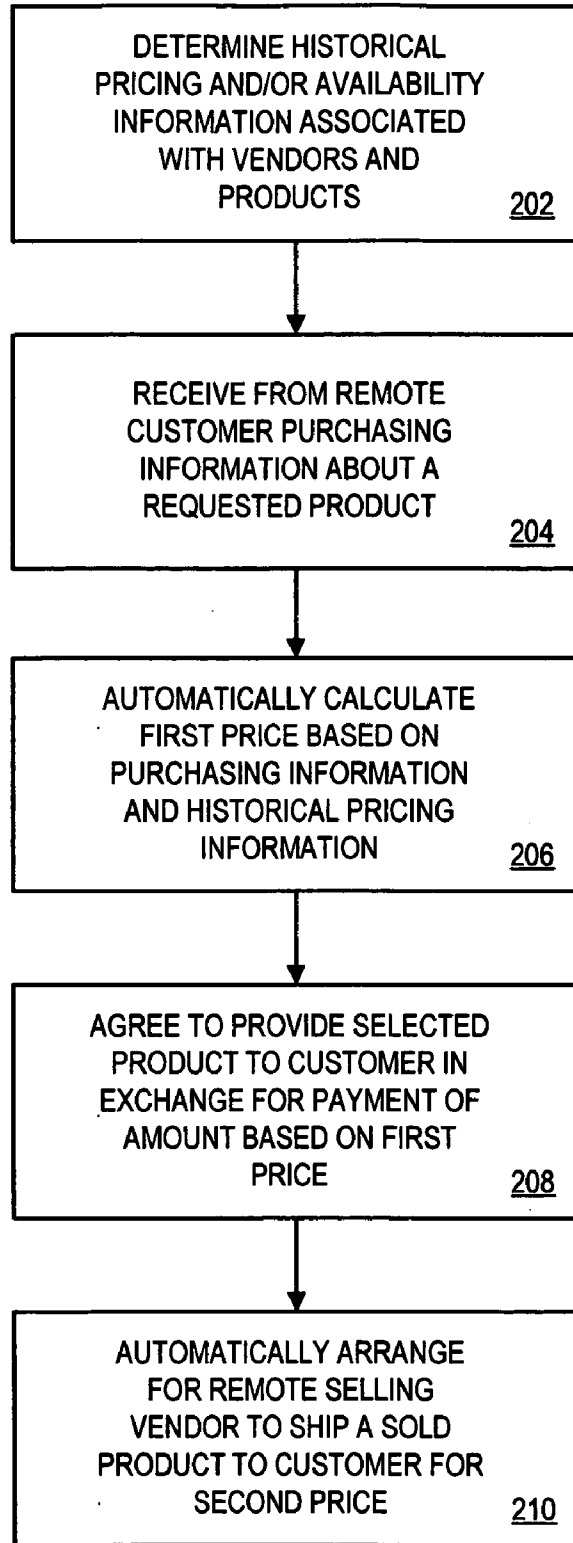 DETERMINE HISTORICAL
PRICING AND/OR AVAILABILITY
INFORMATION ASSOCIATED
WITH VENDORS AND
PRODUCTS
202
RECEIVE FROM REMOTE
CUSTOMER PURCHASING
INFORMATION ABOUT A
REQUESTED PRODUCT
204
AUTOMATICALLY CALCULATE
FIRST PRICE BASED ON
PURCHASING INFORMATION
AND HISTORICAL PRICING
INFORMATION
206
AGREE TO PROVIDE SELECTED
PRODUCT TO CUSTOMER IN
EXCHANGE FOR PAYMENT OF
AMOUNT BASED ON FIRST
PRICE
208
AUTOMATICALLY ARRANGE
FOR REMOTE SELLING
VENDOR TO SHIP A SOLD
PRODUCT TO CUSTOMER FOR
SECOND PRICE
210